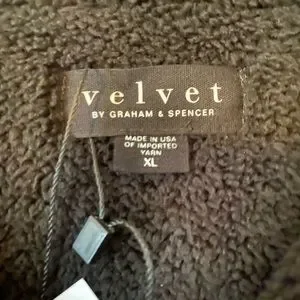 velvet
BY GRAHAM & SPENCER
MADE IN USA
OF IMPORTED
YARN
XL